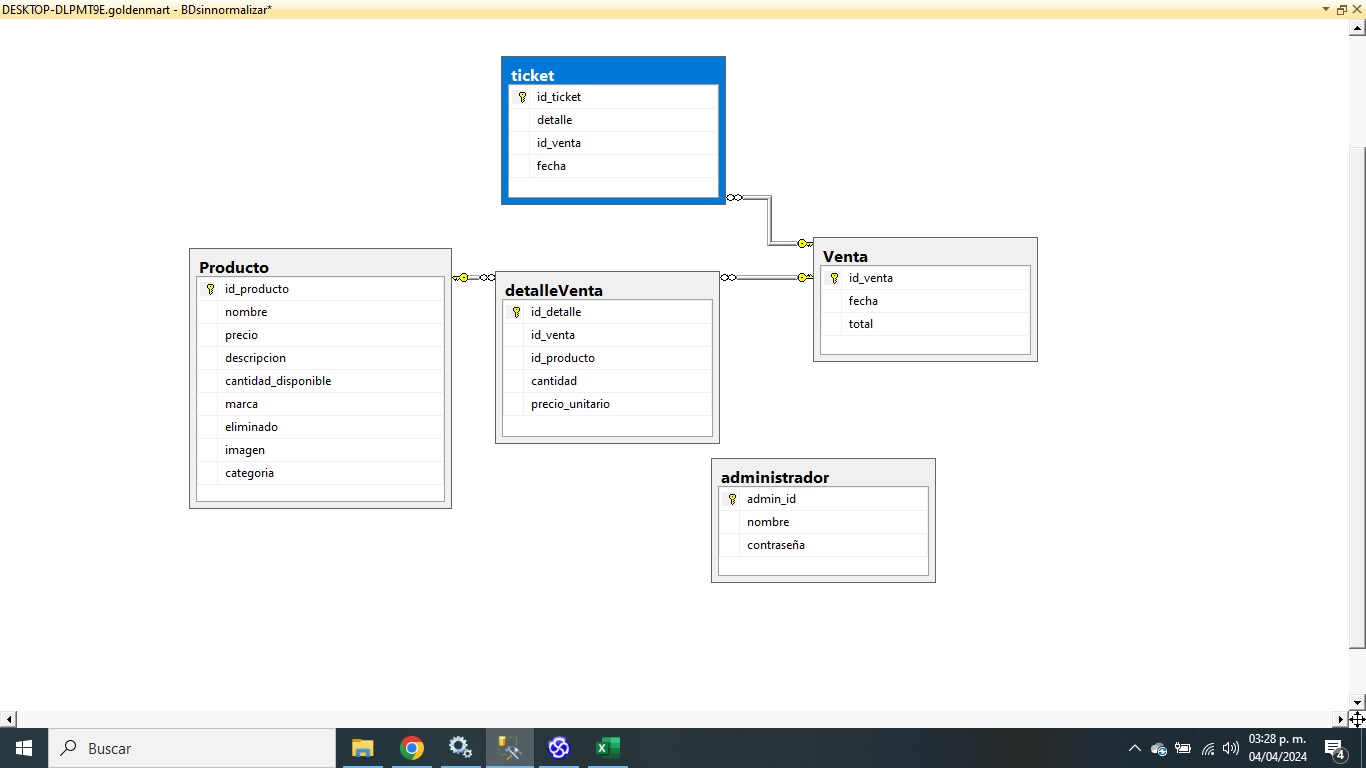 DESKTOP-DLPMT9E.goldenmart - BDsinnormalizar*
ticket
id_ticket
detalle
id_venta
fecha
Producto
id_producto
nombre
precio
descripcion
cantidad_disponible
marca
eliminado
imagen
categoria
detalleVenta
id_detalle
id_venta
id_producto
cantidad
precio_unitario
Venta
id_venta
fecha
total
administrador
admin_id
nombre
contraseña
Buscar
03:28 p. m.
04/04/2024
4